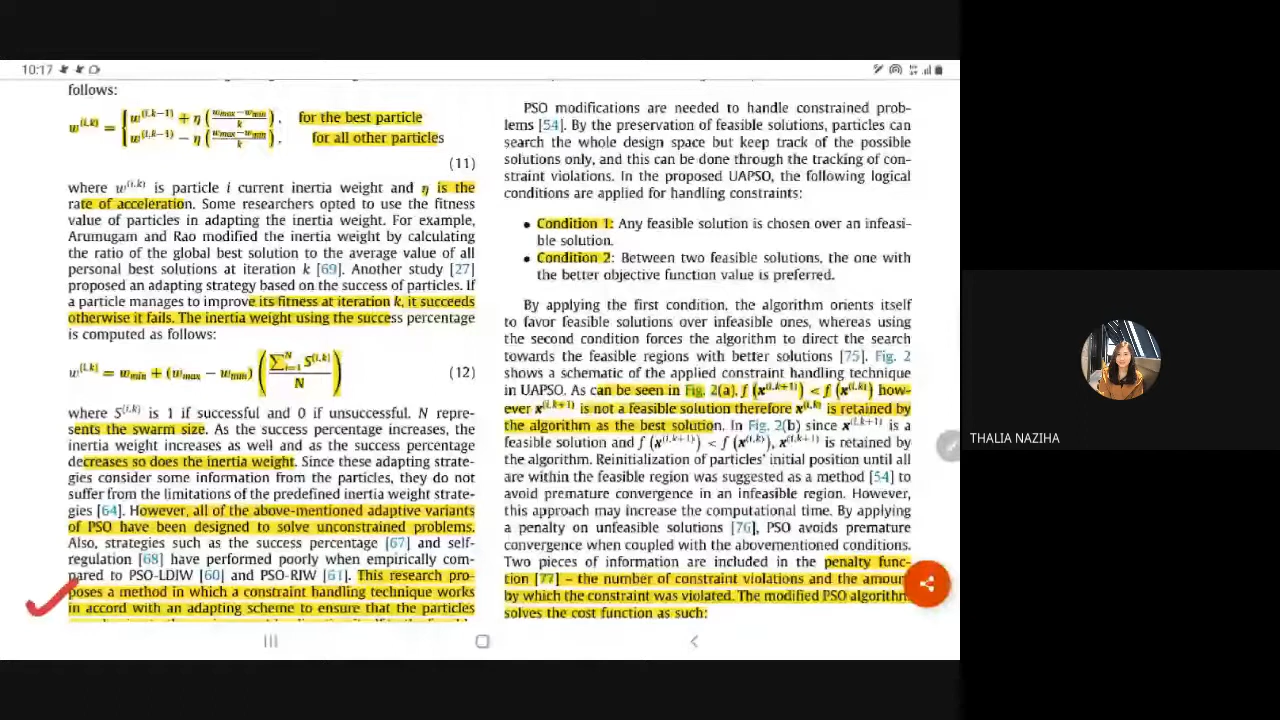 10:17
follows:
w(i,k) = { w(i,k−1) + η (wmax−wmin / k), for the best particle
w(i,k−1) − η (wmax−wmin / k), for all other particles
(11)
where w(i,k) is particle i current inertia weight and η is the
rate of acceleration. Some researchers opted to use the fitness
value of particles in adapting the inertia weight. For example,
Arumugam and Rao modified the inertia weight by calculating
the ratio of the global best solution to the average value of all
personal best solutions at iteration k [69]. Another study [27]
proposed an adapting strategy based on the success of particles. If
a particle manages to improve its fitness at iteration k, it succeeds
otherwise it fails. The inertia weight using the success percentage
is computed as follows:
w(i,k) = wmin + (wmax − wmin) (∑i=1N S(i,k) / N) (12)
where S(i,k) is 1 if successful and 0 if unsuccessful. N repre-
sents the swarm size. As the success percentage increases, the
inertia weight increases as well and as the success percentage
decreases so does the inertia weight. Since these adapting strate-
gies consider some information from the particles, they do not
suffer from the limitations of the predefined inertia weight strate-
gies [64]. However, all of the above-mentioned adaptive variants
of PSO have been designed to solve unconstrained problems.
Also, strategies such as the success percentage [67] and self-
regulation [68] have performed poorly when empirically com-
pared to PSO-LDIW [60] and PSO-RIW [61]. This research pro-
poses a method in which a constraint handling technique works
in accord with an adapting scheme to ensure that the particles
PSO modifications are needed to handle constrained prob-
lems [54]. By the preservation of feasible solutions, particles can
search the whole design space but keep track of the possible
solutions only, and this can be done through the tracking of con-
straint violations. In the proposed UAPSO, the following logical
conditions are applied for handling constraints:
• Condition 1: Any feasible solution is chosen over an infeasi-
ble solution.
• Condition 2: Between two feasible solutions, the one with
the better objective function value is preferred.
By applying the first condition, the algorithm orients itself
to favor feasible solutions over infeasible ones, whereas using
the second condition forces the algorithm to direct the search
towards the feasible regions with better solutions [75]. Fig. 2
shows a schematic of the applied constraint handling technique
in UAPSO. As can be seen in Fig. 2(a), f (x(i,k+1)) < f (x(i,k)) how-
ever x(i,k+1) is not a feasible solution therefore x(i,k) is retained by
the algorithm as the best solution. In Fig. 2(b) since x(i,k+1) is a
feasible solution and f (x(i,k+1)) < f (x(i,k)), x(i,k+1) is retained by
the algorithm. Reinitialization of particles' initial position until all
are within the feasible region was suggested as a method [54] to
avoid premature convergence in an infeasible region. However,
this approach may increase the computational time. By applying
a penalty on unfeasible solutions [76], PSO avoids premature
convergence when coupled with the abovementioned conditions.
Two pieces of information are included in the penalty func-
tion [77] – the number of constraint violations and the amount
by which the constraint was violated. The modified PSO algorithm
solves the cost function as such:
THALIA NAZIHA